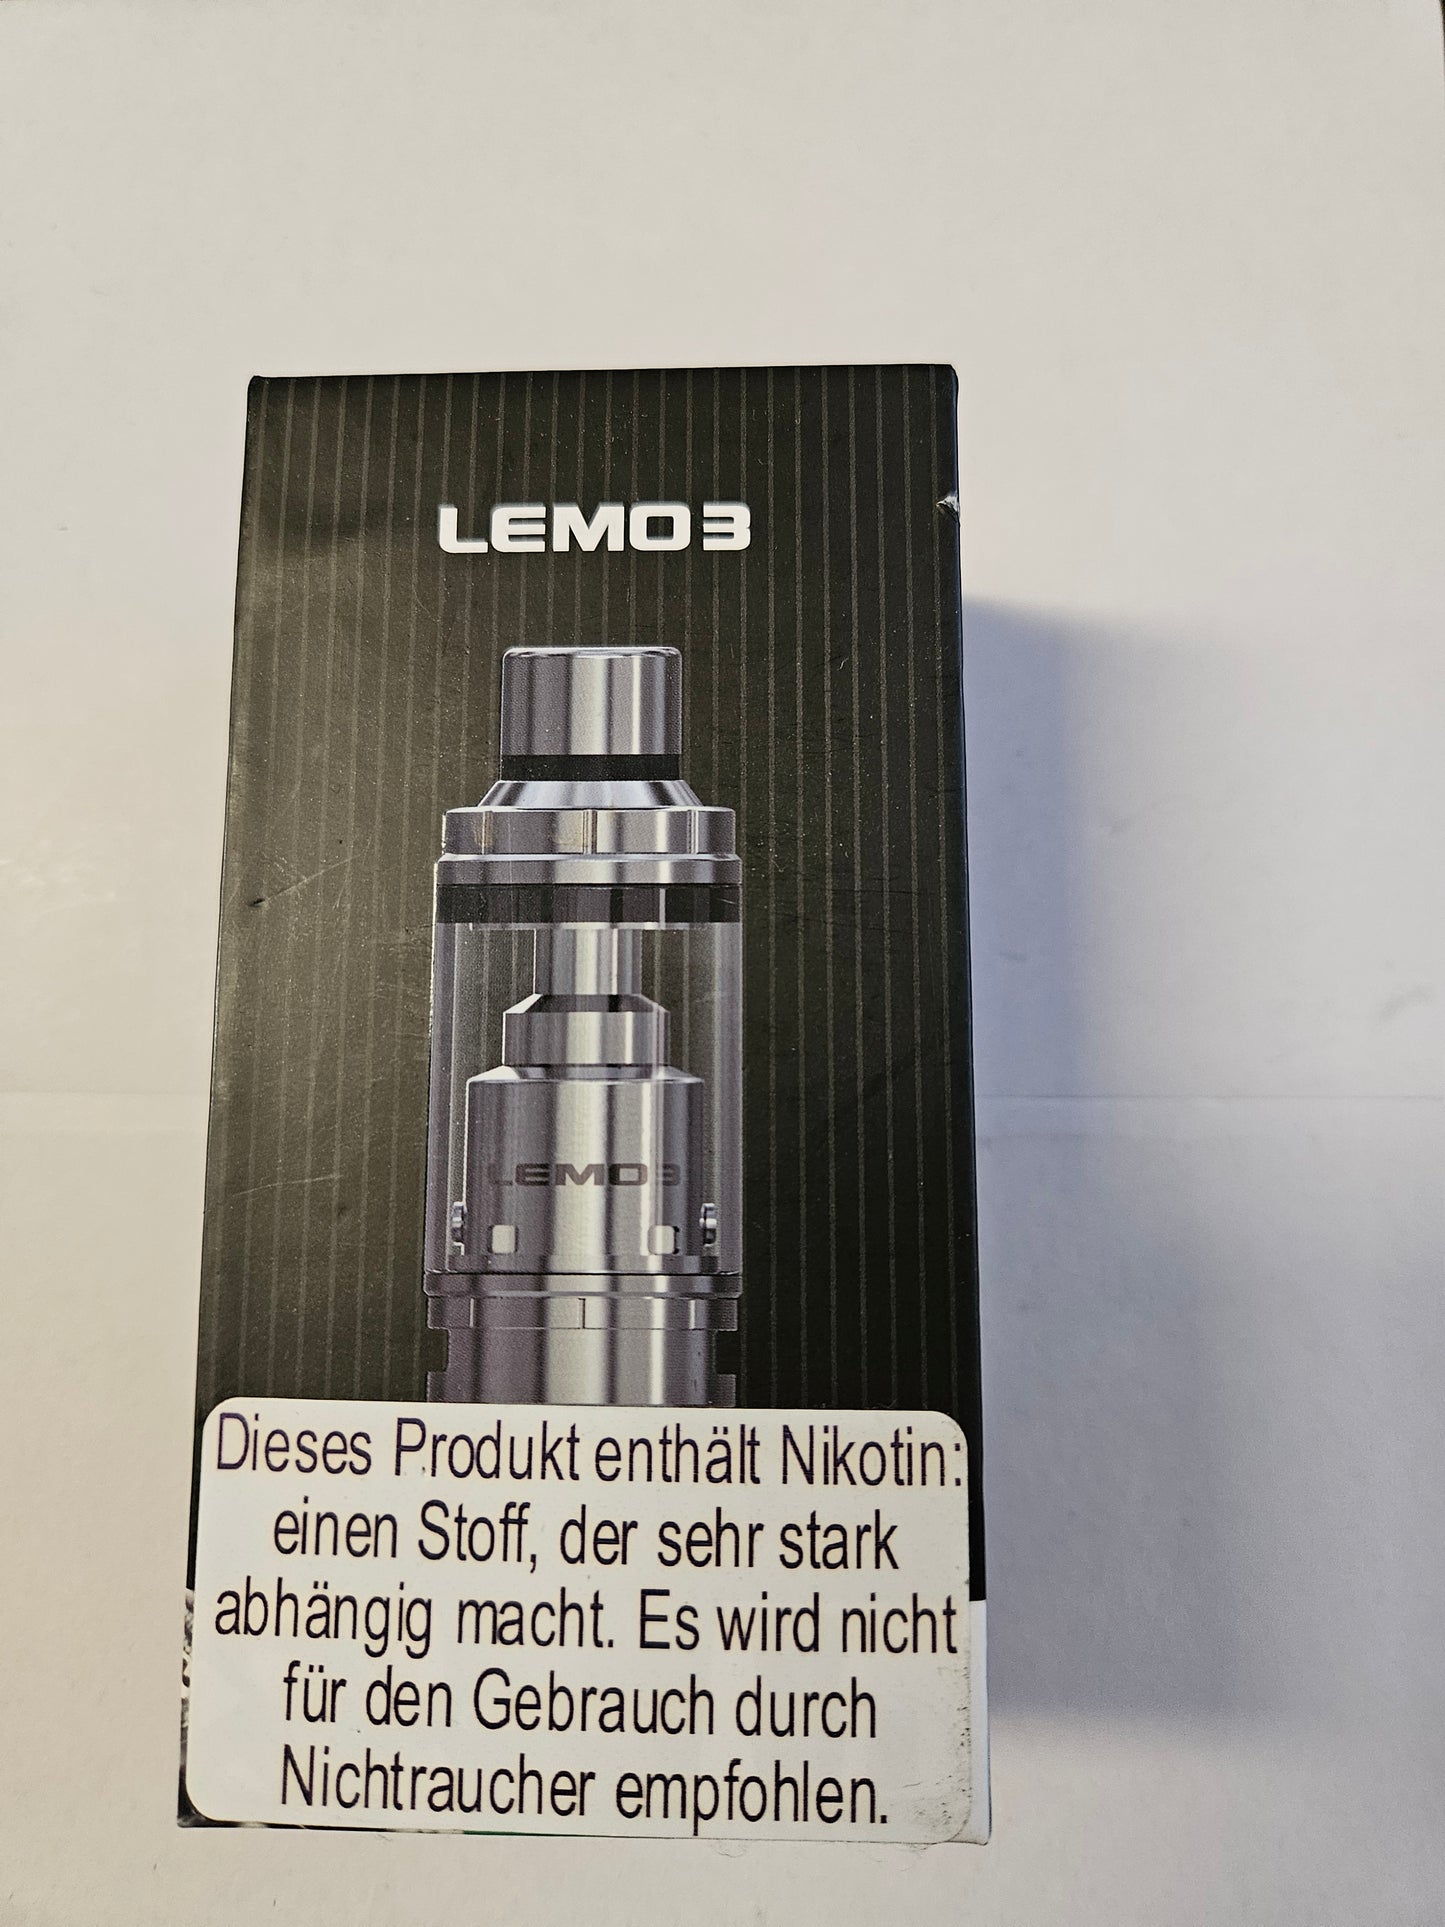 LEMO3
LEMO3
Dieses Produkt enthält Nikotin:
einen Stoff, der sehr stark
abhängig macht. Es wird nicht
für den Gebrauch durch
Nichtraucher empfohlen.